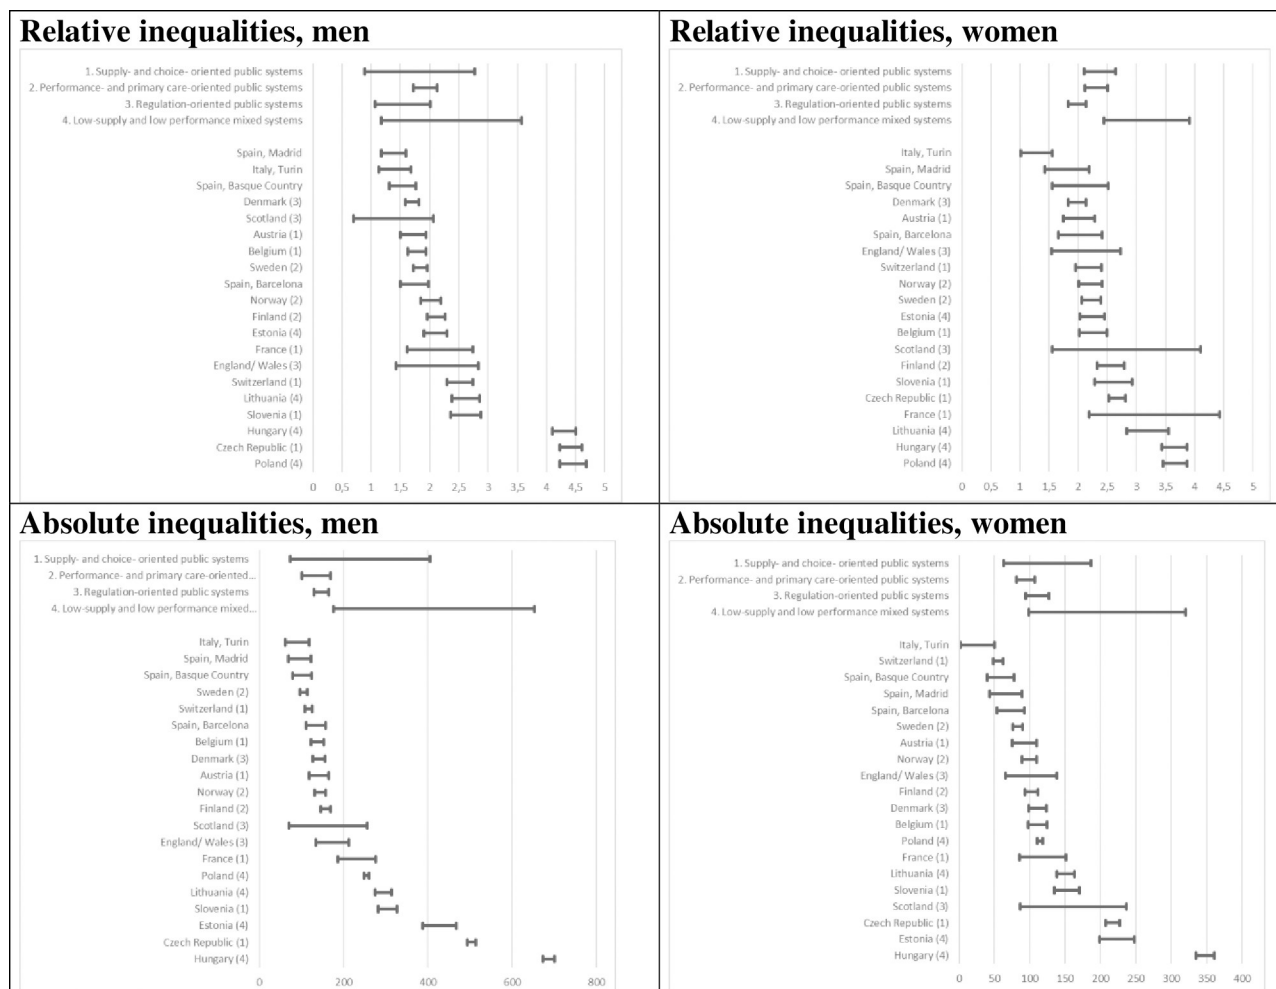 Relative inequalities, men
1. Supply- and choice- oriented public systems
2. Performance- and primary care-oriented public systems
3. Regulation-oriented public systems
4. Low-supply and low performance mixed systems
Spain, Madrid
Italy, Turin
Spain, Basque Country
Denmark (3)
Scotland (3)
Austria (1)
Belgium (1)
Sweden (2)
Spain, Barcelona
Norway (2)
Finland (2)
Estonia (4)
France (1)
England/ Wales (3)
Switzerland (1)
Lithuania (4)
Slovenia (1)
Hungary (4)
Czech Republic (1)
Poland (4)
0 0,5 1 1,5 2 2,5 3 3,5 4 4,5 5
Relative inequalities, women
1. Supply- and choice- oriented public systems
2. Performance- and primary care-oriented public systems
3. Regulation-oriented public systems
4. Low-supply and low performance mixed systems
Italy, Turin
Spain, Madrid
Spain, Basque Country
Denmark (3)
Austria (1)
Spain, Barcelona
England/ Wales (3)
Switzerland (1)
Norway (2)
Sweden (2)
Estonia (4)
Belgium (1)
Scotland (3)
Finland (2)
Slovenia (1)
Czech Republic (1)
France (1)
Lithuania (4)
Hungary (4)
Poland (4)
0 0,5 1 1,5 2 2,5 3 3,5 4 4,5 5
Absolute inequalities, men
1. Supply- and choice- oriented public systems
2. Performance- and primary care-oriented...
3. Regulation-oriented public systems
4. Low-supply and low performance mixed...
Italy, Turin
Spain, Madrid
Spain, Basque Country
Sweden (2)
Switzerland (1)
Spain, Barcelona
Belgium (1)
Denmark (3)
Austria (1)
Norway (2)
Finland (2)
Scotland (3)
England/ Wales (3)
France (1)
Poland (4)
Lithuania (4)
Slovenia (1)
Estonia (4)
Czech Republic (1)
Hungary (4)
0 200 400 600 800
Absolute inequalities, women
1. Supply- and choice- oriented public systems
2. Performance- and primary care-oriented public systems
3. Regulation-oriented public systems
4. Low-supply and low performance mixed systems
Italy, Turin
Switzerland (1)
Spain, Basque Country
Spain, Madrid
Spain, Barcelona
Sweden (2)
Austria (1)
Norway (2)
England/ Wales (3)
Finland (2)
Denmark (3)
Belgium (1)
Poland (4)
France (1)
Lithuania (4)
Slovenia (1)
Scotland (3)
Czech Republic (1)
Estonia (4)
Hungary (4)
0 50 100 150 200 250 300 350 400